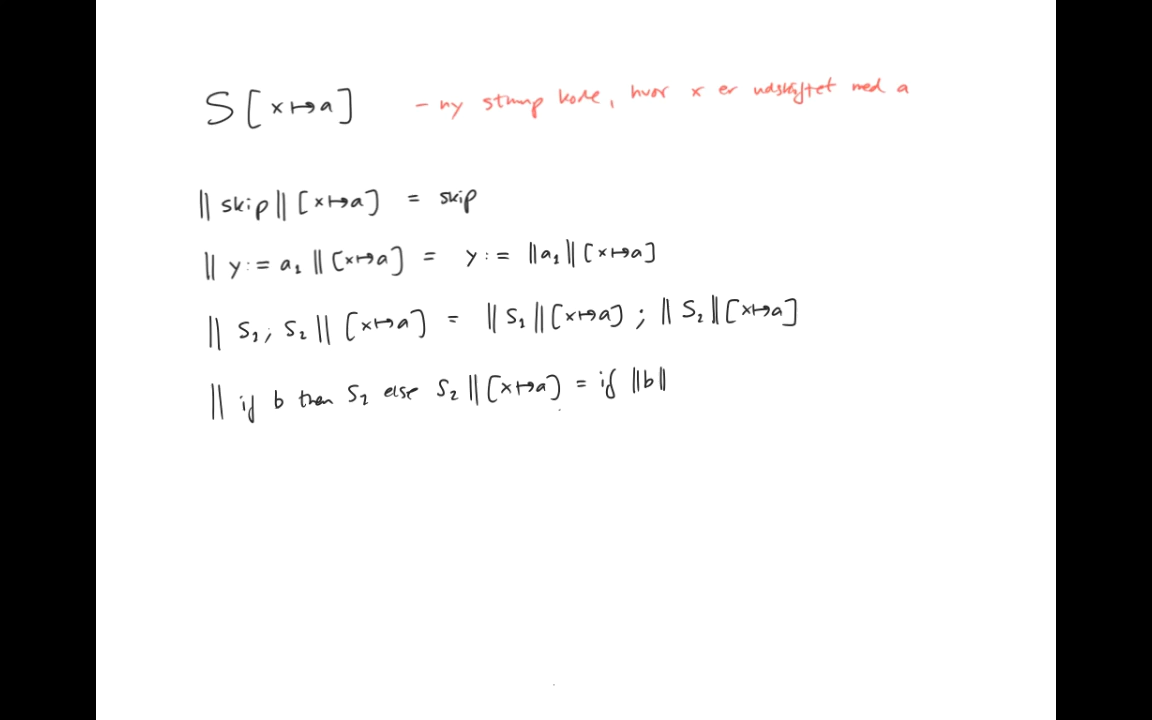 S[x↦a] - ny stump kode, hvor x er udskiftet med a
|| skip || [x↦a] = skip
|| y := a₁ || [x↦a] = y := || a₁ || [x↦a]
|| S₁; S₂ || [x↦a] = || S₁ || [x↦a] ; || S₂ || [x↦a]
|| if b then S₂ else S₂ || [x↦a] = if || b ||